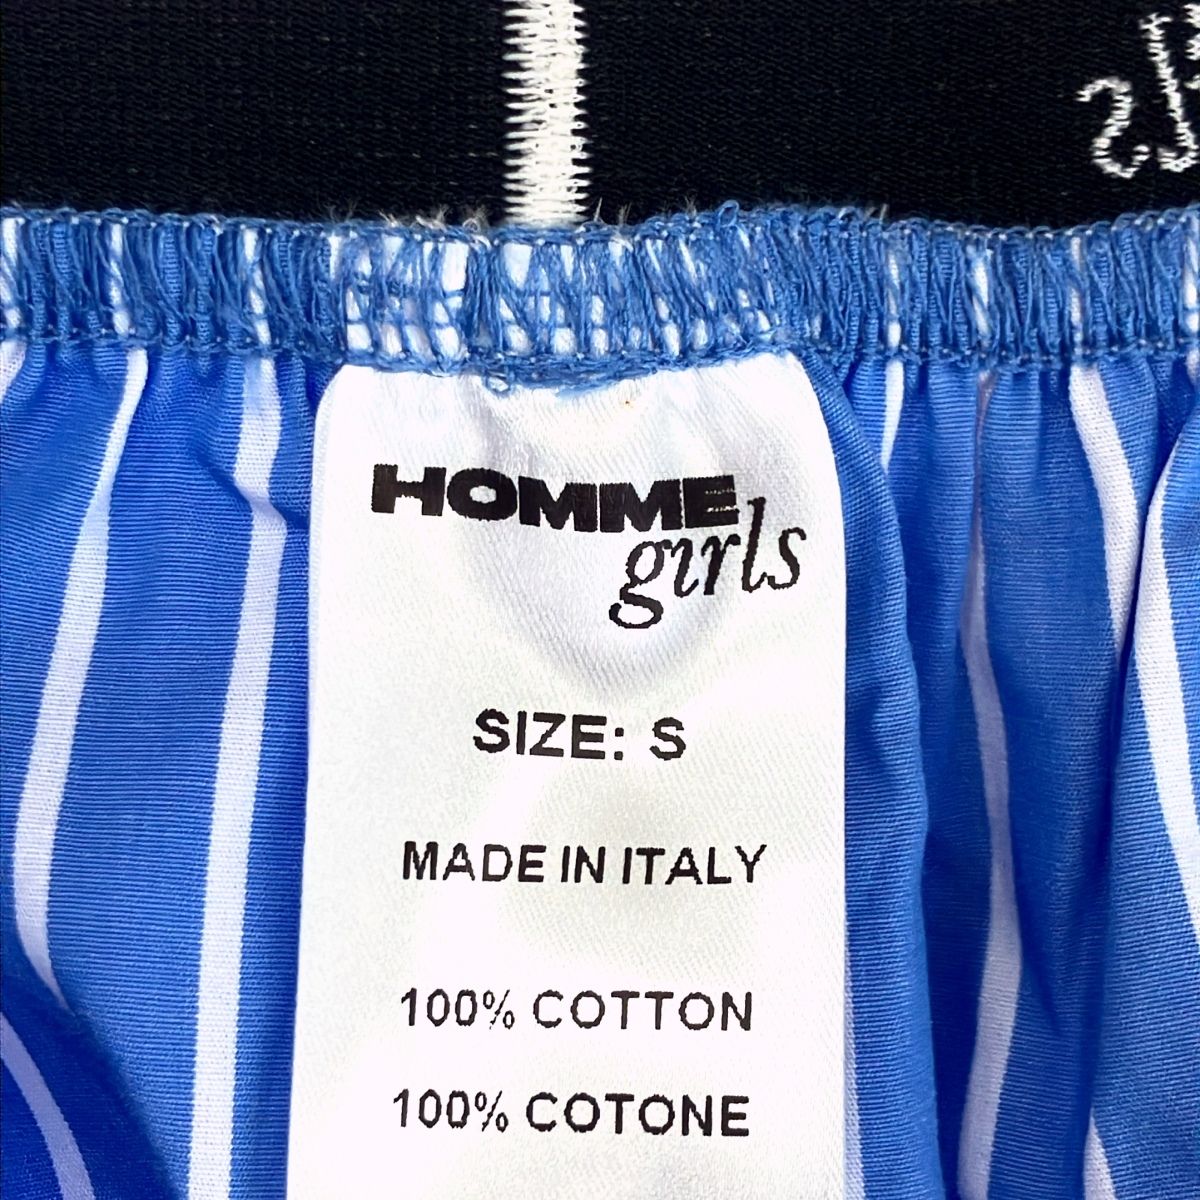 HOMME
girls
SIZE: S
MADE IN ITALY
100% COTTON
100% COTONE